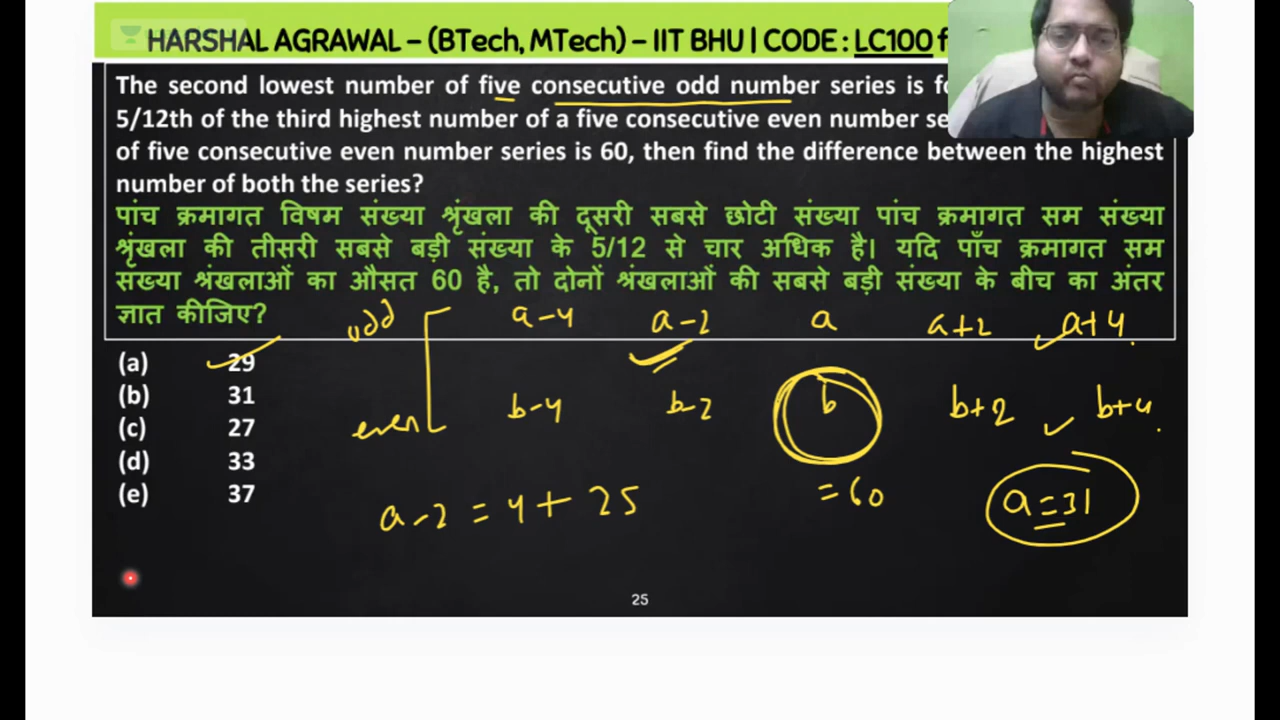 HARSHAL AGRAWAL – (BTech, MTech) – IIT BHU | CODE : LC100 f
The second lowest number of five consecutive odd number series is
5/12th of the third highest number of a five consecutive even number
of five consecutive even number series is 60, then find the difference between the highest
number of both the series?
पांच क्रमागत विषम संख्या श्रृंखला की दूसरी सबसे छोटी संख्या पांच क्रमागत सम संख्या
श्रृंखला की तीसरी सबसे बड़ी संख्या के 5/12 से चार अधिक है। यदि पाँच क्रमागत सम
संख्या श्रंखलाओं का औसत 60 है, तो दोनों श्रंखलाओं की सबसे बड़ी संख्या के बीच का अंतर
ज्ञात कीजिए?
odd a-4 a-2 a a+2 a+4
(a) 29
(b) 31
even b-4 b-2 b b+2 b+4
(c) 27
(d) 33
(e) 37
a-2 = 4+25 =60 a=31
25